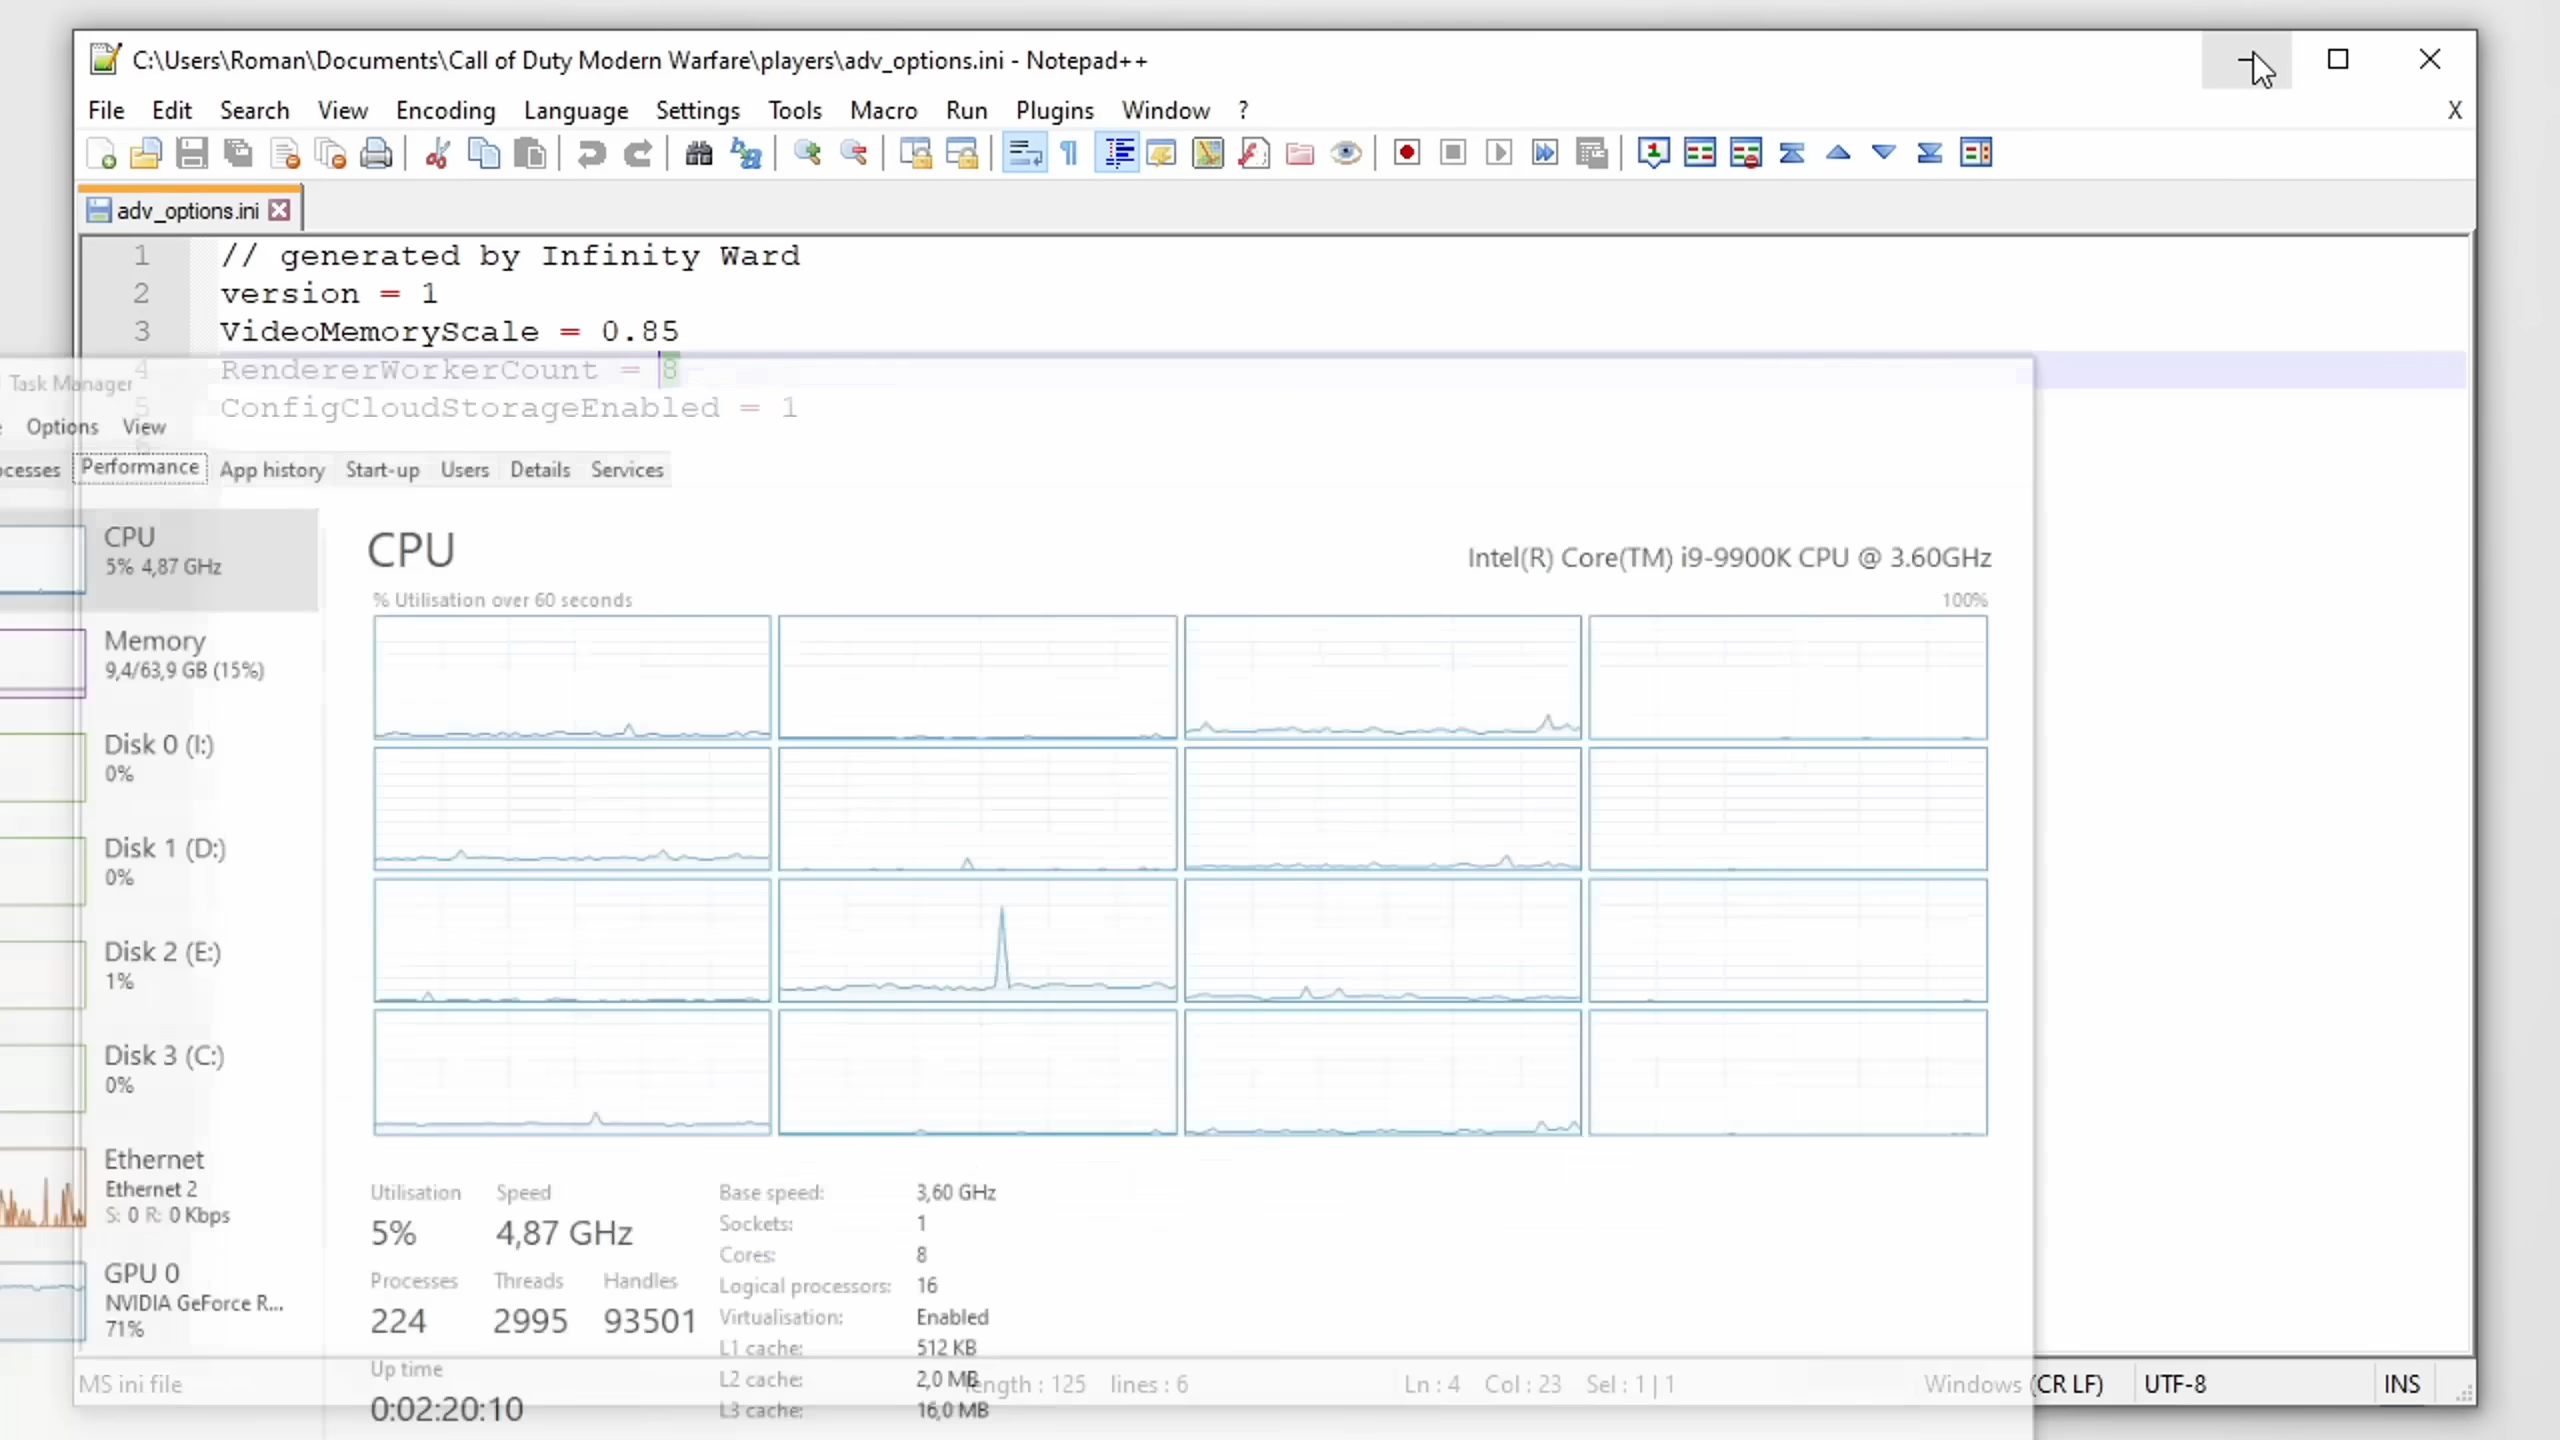 C:\Users\Roman\Documents\Call of Duty Modern Warfare\players\adv_options.ini - Notepad++
File Edit Search View Encoding Language Settings Tools Macro Run Plugins Window ? X
adv_options.ini
1 // generated by Infinity Ward
2 version = 1
3 VideoMemoryScale = 0.85
4 RendererWorkerCount = 8
Task Manager
5 ConfigCloudStorageEnabled = 1
Options View
Performance App history Start-up Users Details Services
CPU
5% 4,87 GHz
Memory
9,4/63,9 GB (15%)
Disk 0 (I:)
0%
Disk 1 (D:)
0%
Disk 2 (E:)
1%
Disk 3 (C:)
0%
Ethernet
Ethernet 2
S: 0 R: 0 Kbps
GPU 0
NVIDIA GeForce R...
71%
CPU
Intel(R) Core(TM) i9-9900K CPU @ 3.60GHz
% Utilisation over 60 seconds 100%
Utilisation Speed
5% 4,87 GHz
Processes Threads Handles
224 2995 93501
Up time
0:02:20:10
Base speed: 3,60 GHz
Sockets: 1
Cores: 8
Logical processors: 16
Virtualisation: Enabled
L1 cache: 512 KB
L2 cache: 2,0 MB
L3 cache: 16,0 MB
MS ini file length : 125 lines : 6 Ln : 4 Col : 23 Sel : 1 | 1 Windows (CR LF) UTF-8 INS